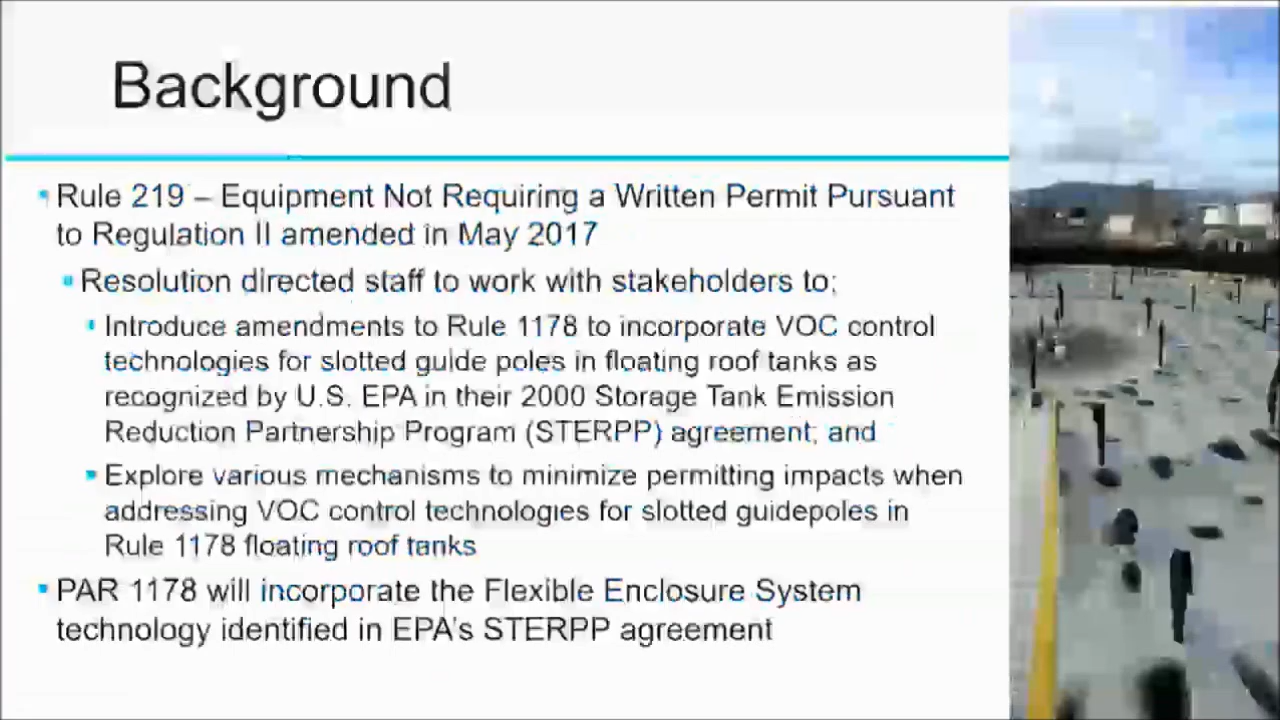 Background
Rule 219 – Equipment Not Requiring a Written Permit Pursuant
to Regulation II amended in May 2017
Resolution directed staff to work with stakeholders to;
Introduce amendments to Rule 1178 to incorporate VOC control
technologies for slotted guide poles in floating roof tanks as
recognized by U.S. EPA in their 2000 Storage Tank Emission
Reduction Partnership Program (STERPP) agreement; and
Explore various mechanisms to minimize permitting impacts when
addressing VOC control technologies for slotted guidepoles in
Rule 1178 floating roof tanks
PAR 1178 will incorporate the Flexible Enclosure System
technology identified in EPA's STERPP agreement